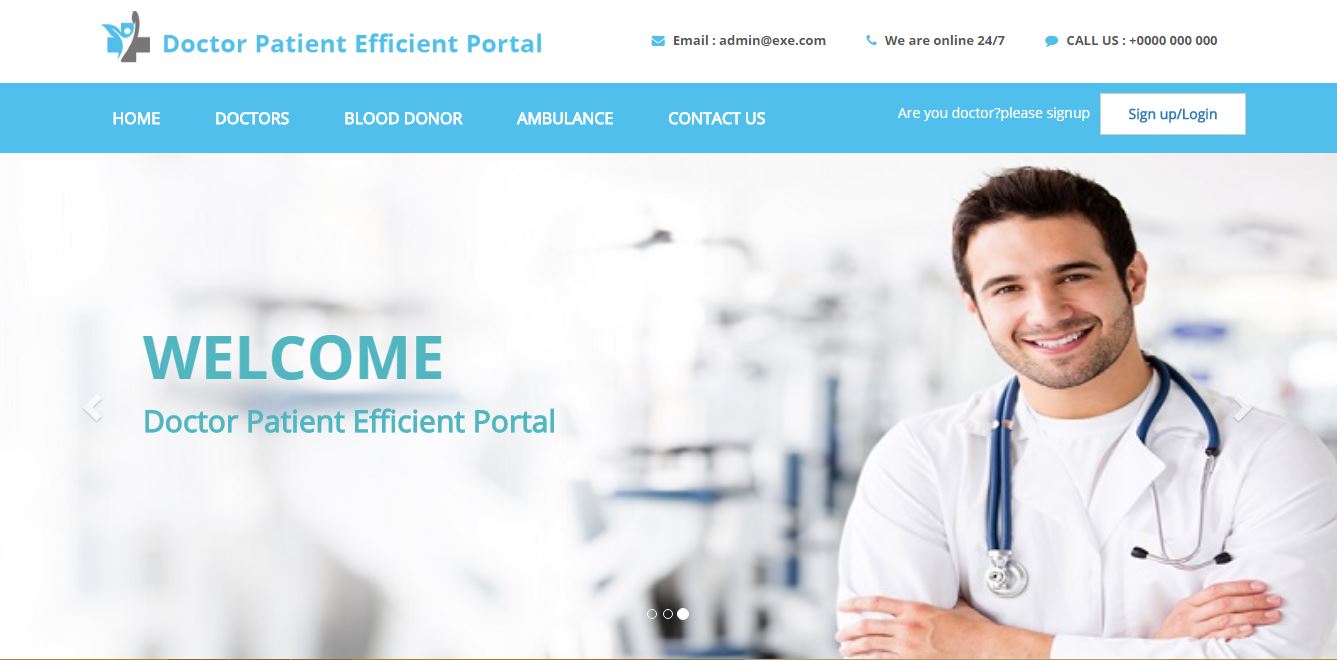 Doctor Patient Efficient Portal
Email : admin@exe.com
We are online 24/7
CALL US : +0000 000 000
HOME
DOCTORS
BLOOD DONOR
AMBULANCE
CONTACT US
Are you doctor?please signup
Sign up/Login
WELCOME
Doctor Patient Efficient Portal